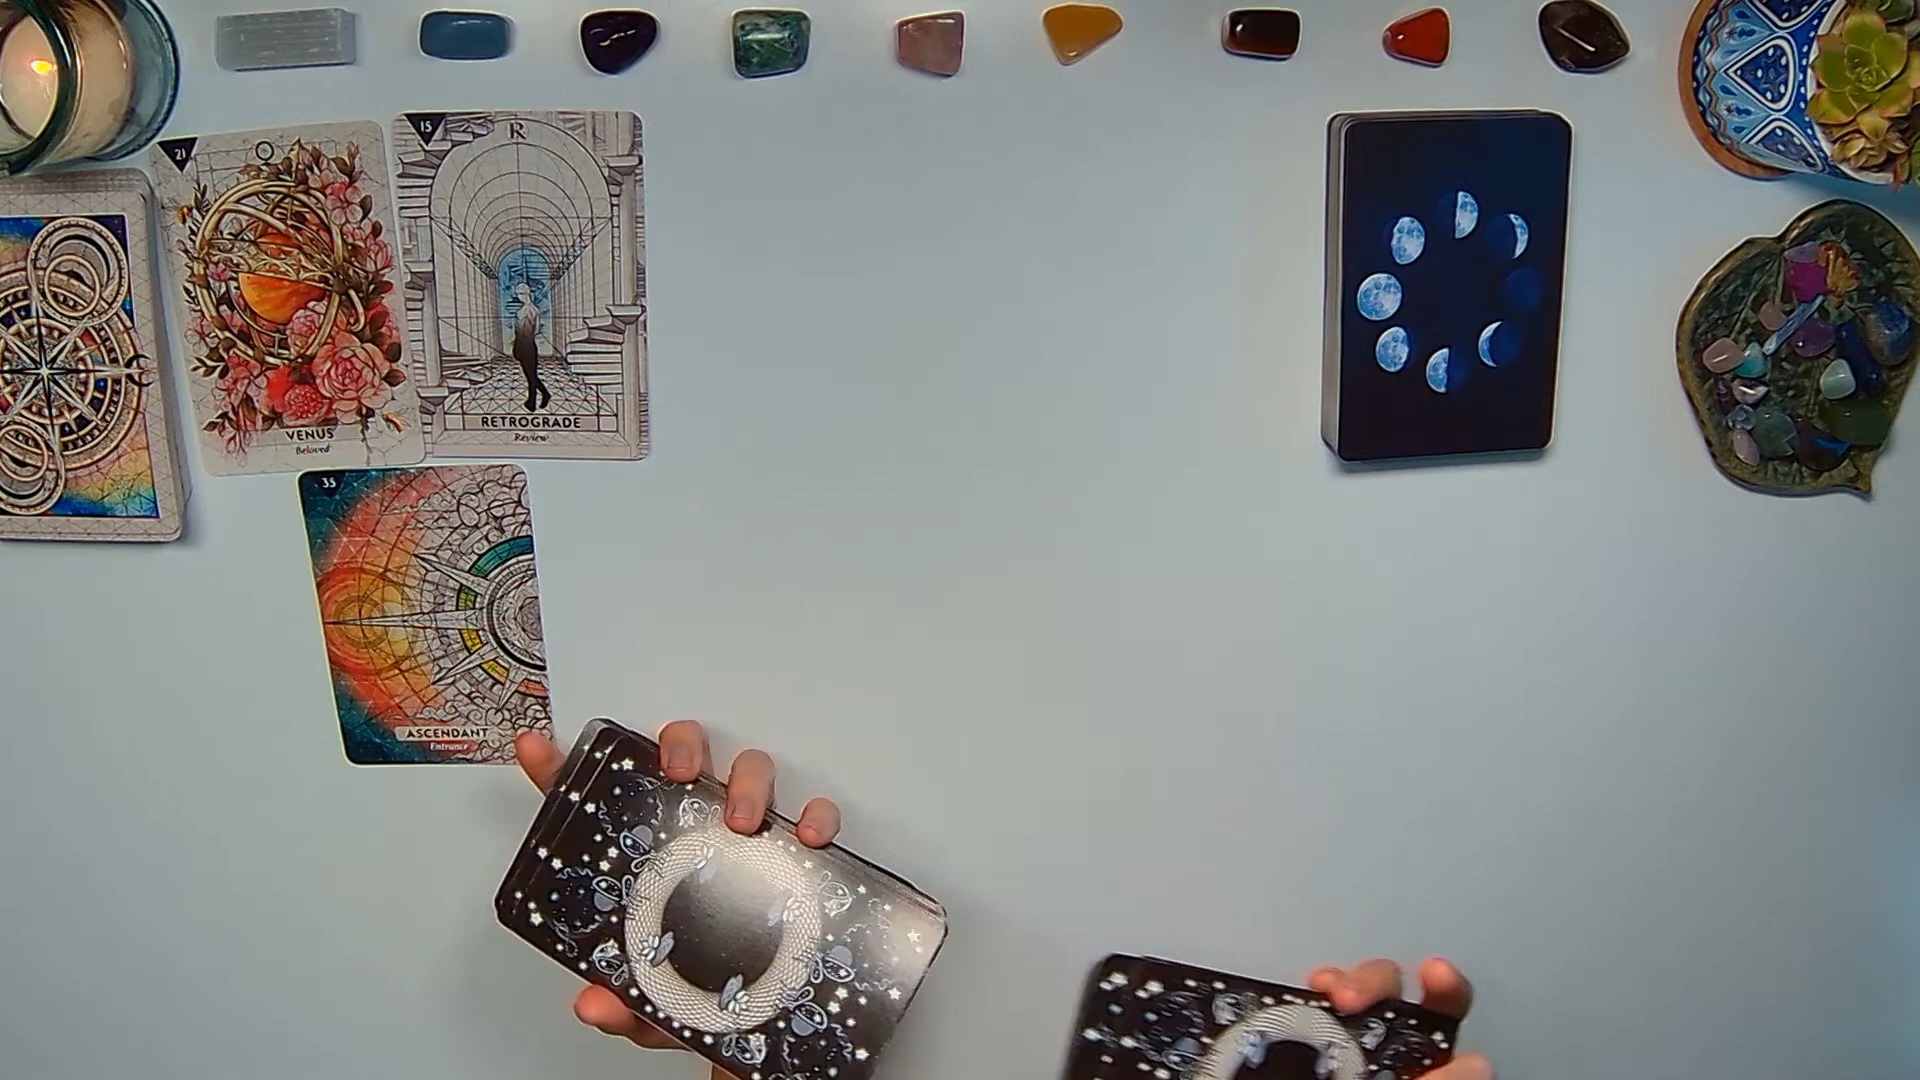 21
VENUS
Beloved
15
R
RETROGRADE
Review
35
ASCENDANT
Entrance